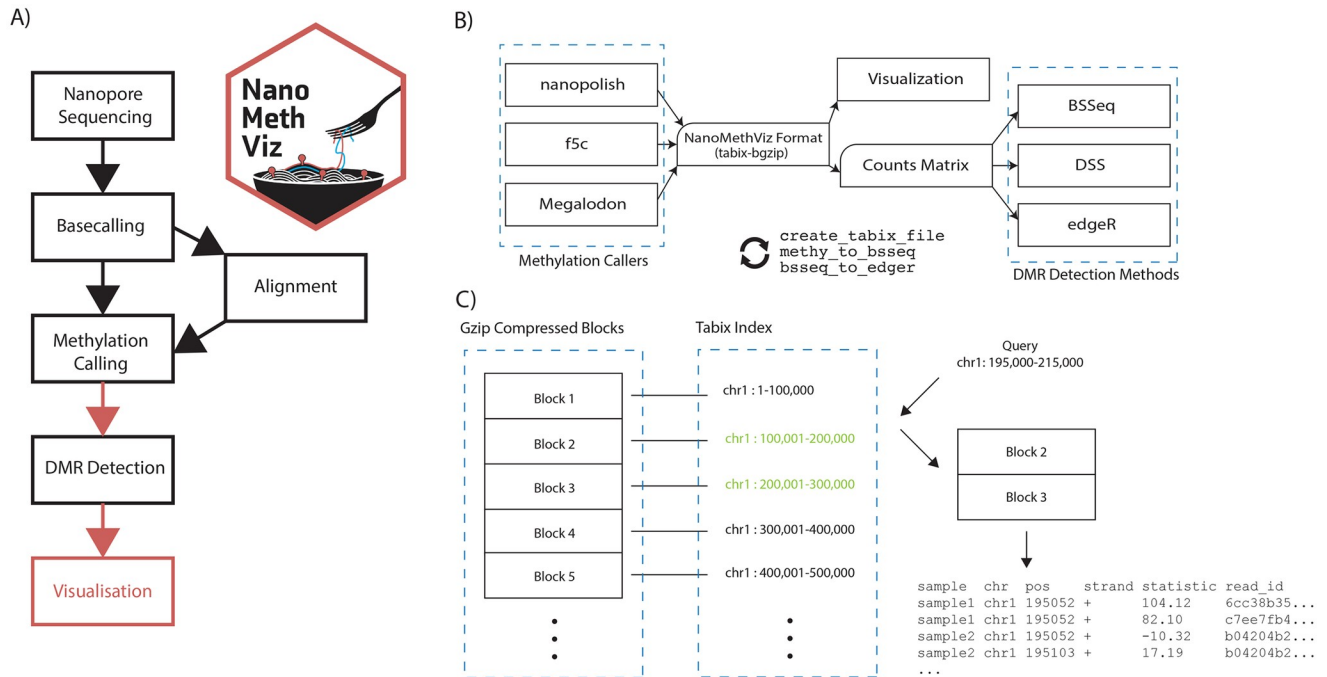 A)
Nanopore
Sequencing
Basecalling
Alignment
Methylation
Calling
DMR Detection
Visualisation
Nano
Meth
Viz
B)
nanopolish
f5c
Megalodon
Methylation Callers
NanoMethViz Format
(tabix-bgzip)
Visualization
Counts Matrix
BSSeq
DSS
edgeR
DMR Detection Methods
create_tabix_file
methy_to_bsseq
bsseq_to_edger
C)
Gzip Compressed Blocks
Block 1
Block 2
Block 3
Block 4
Block 5
Tabix Index
chr1 : 1-100,000
chr1 : 100,001-200,000
chr1 : 200,001-300,000
chr1 : 300,001-400,000
chr1 : 400,001-500,000
Query
chr1: 195,000-215,000
Block 2
Block 3
sample chr pos strand statistic read_id
sample1 chr1 195052 + 104.12 6cc38b35...
sample1 chr1 195052 + 82.10 c7ee7fb4...
sample2 chr1 195052 + -10.32 b04204b2...
sample2 chr1 195103 + 17.19 b04204b2...
...